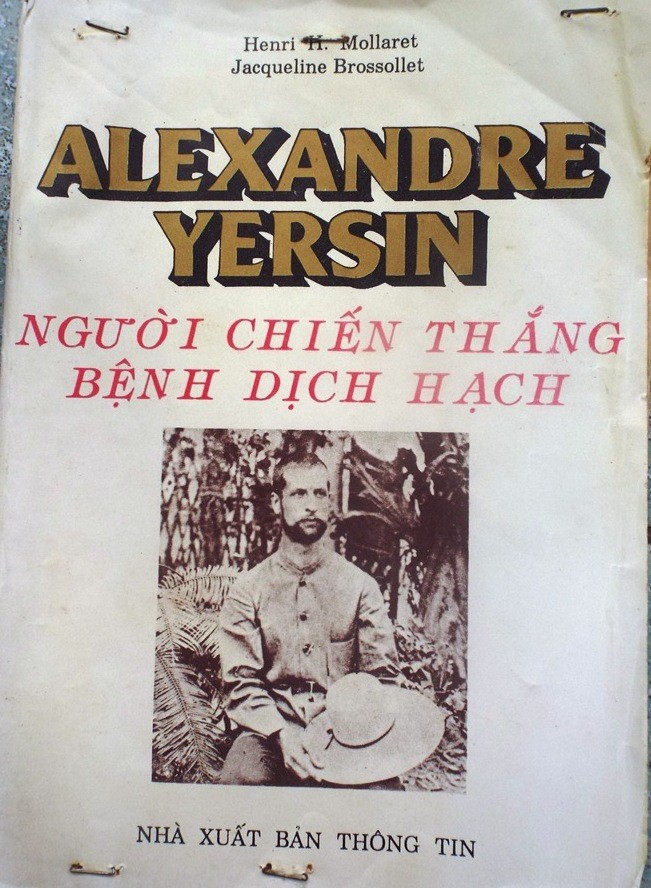 Henri H. Mollaret
Jacqueline Brossollet
ALEXANDRE
YERSIN
NGƯỜI CHIẾN THẮNG
BỆNH DỊCH HẠCH
NHÀ XUẤT BẢN THÔNG TIN